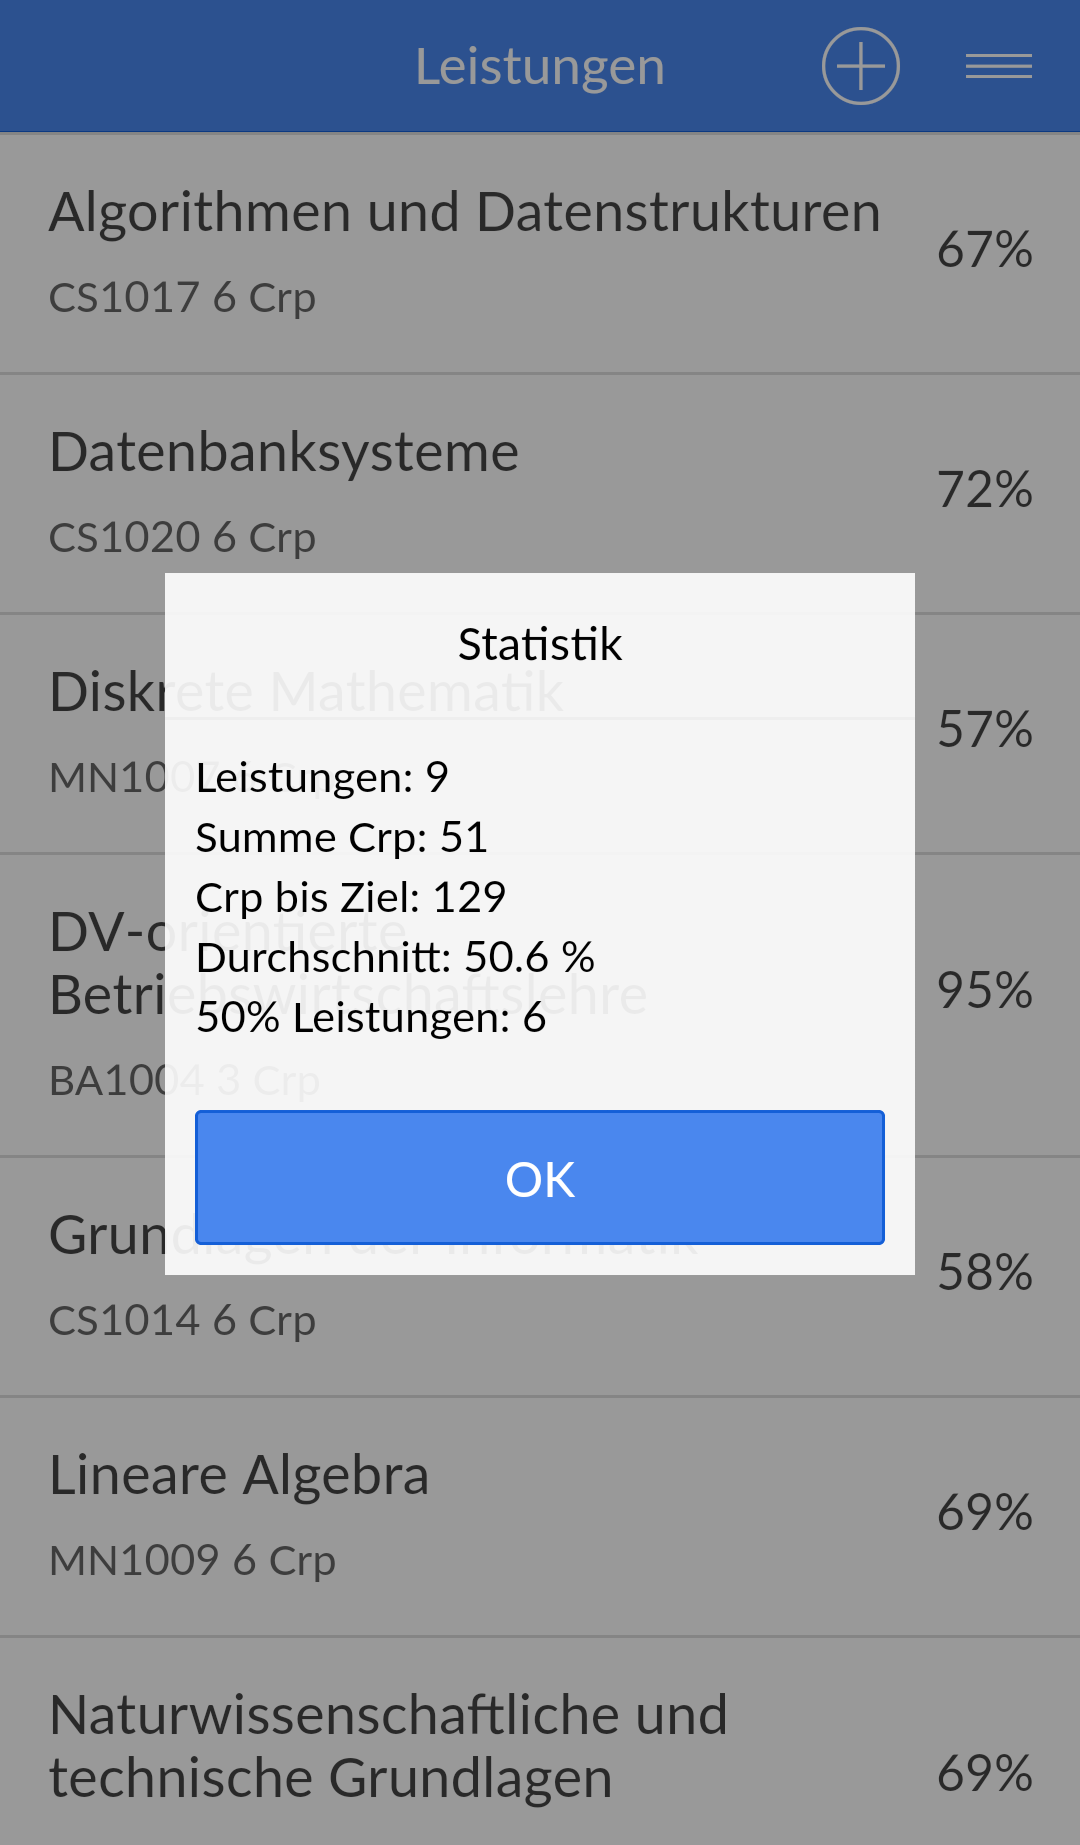 Leistungen
Algorithmen und Datenstrukturen
67%
CS1017 6 Crp
Datenbanksysteme
72%
CS1020 6 Crp
Statistik
Diskrete Mathematik
57%
MN1007
Leistungen: 9
Summe Crp: 51
Crp bis Ziel: 129
DV-orientierte
Durchschnitt: 50.6 %
Betriebswirtschaftslehre
95%
50% Leistungen: 6
BA1004 3 Crp
OK
Grundlagen der Informatik
58%
CS1014 6 Crp
Lineare Algebra
69%
MN1009 6 Crp
Naturwissenschaftliche und
technische Grundlagen
69%